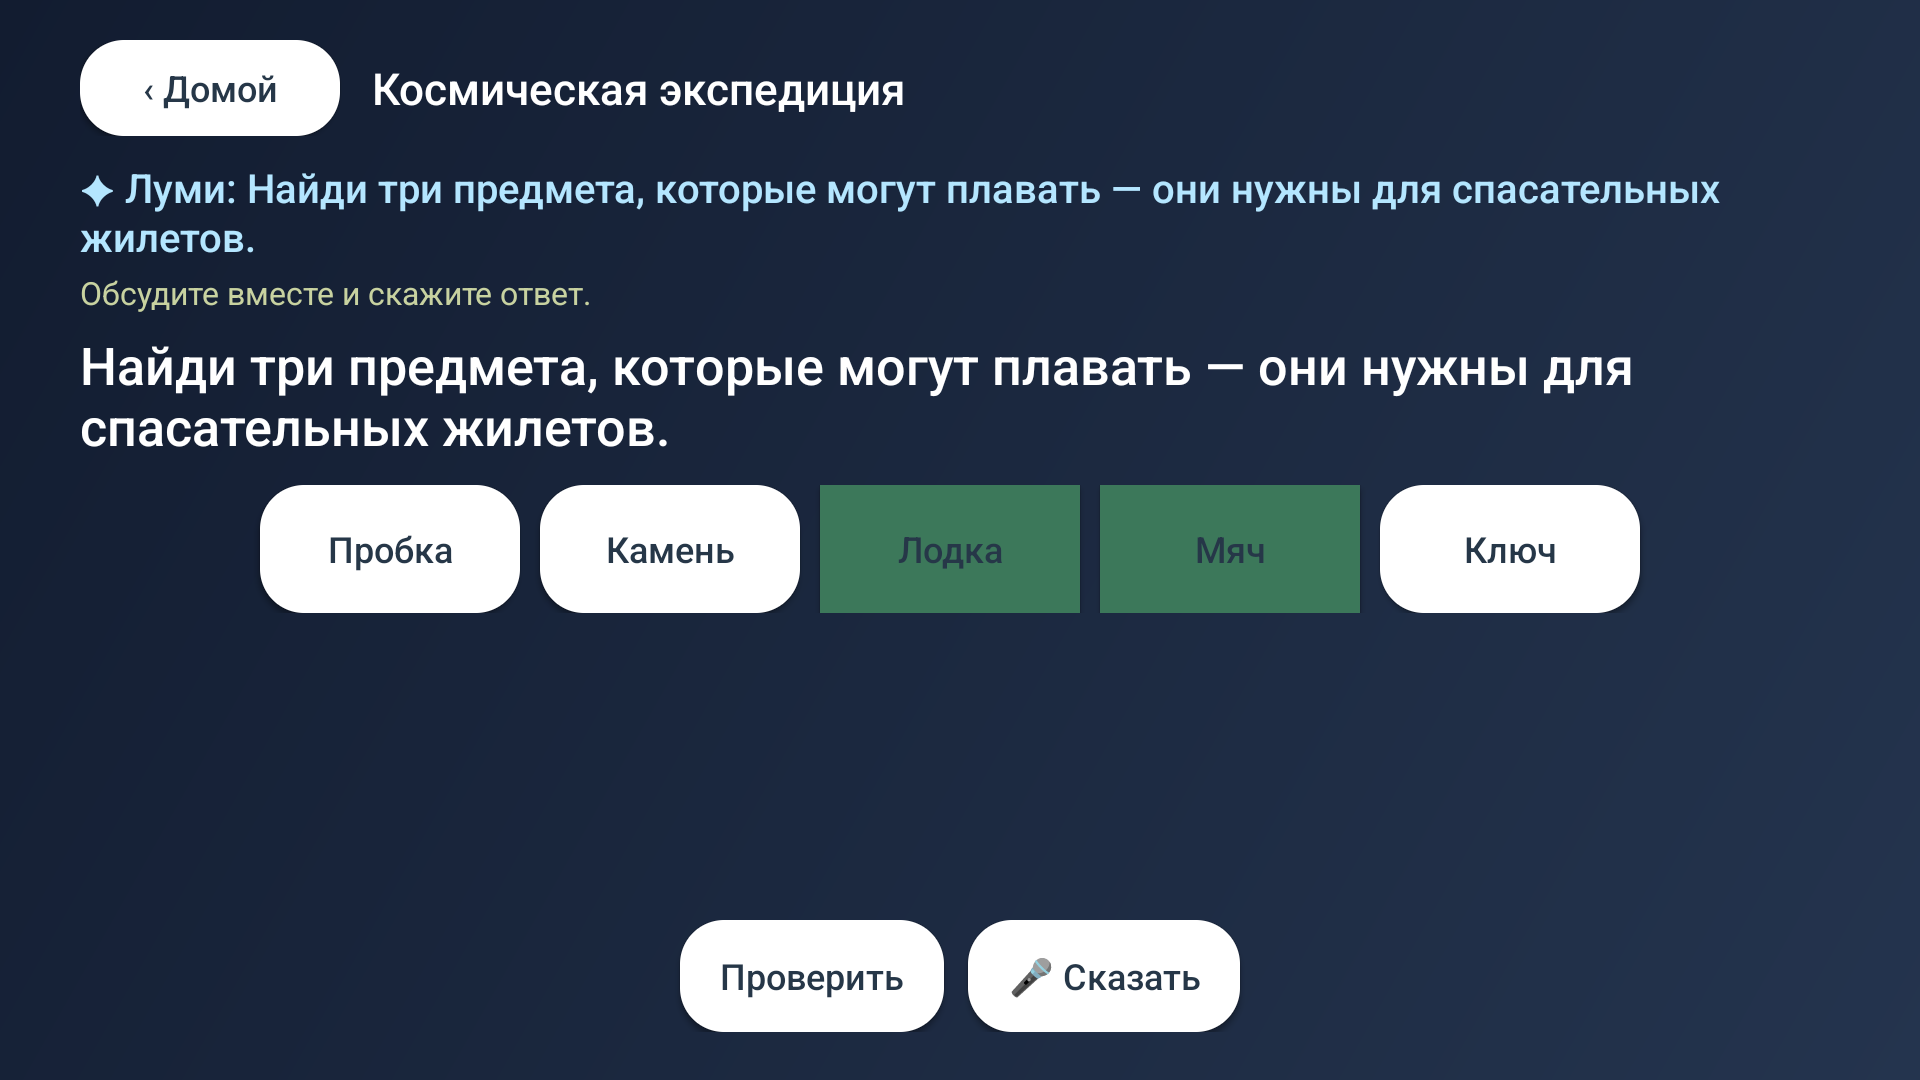 ‹ Домой
Космическая экспедиция
✦ Луми: Найди три предмета, которые могут плавать — они нужны для спасательных
жилетов.
Обсудите вместе и скажите ответ.
Найди три предмета, которые могут плавать — они нужны для
спасательных жилетов.
Пробка
Камень
Лодка
Мяч
Ключ
Проверить
🎤 Сказать